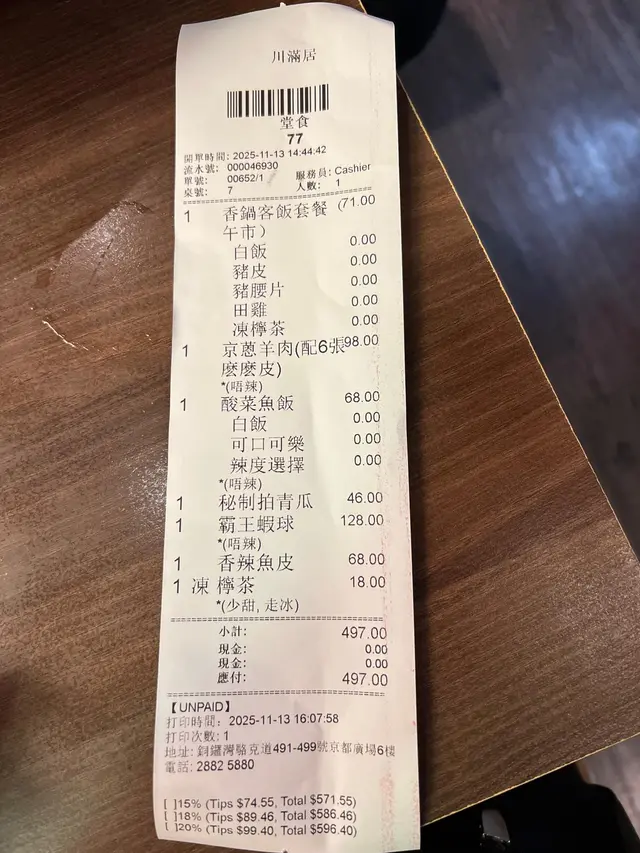 川滿居
堂食
77
開單時間: 2025-11-13 14:44:42
流水號: 000046930
單號: 00652/1 服務員: Cashier
桌號: 7 人數: 1
1 香鍋客飯套餐 (71.00
午市)
白飯 0.00
豬皮 0.00
豬腰片 0.00
田雞 0.00
凍檸茶 0.00
1 京蔥羊肉(配6張98.00
麼麼皮)
*(唔辣)
1 酸菜魚飯 68.00
白飯 0.00
可口可樂 0.00
辣度選擇 0.00
*(唔辣)
1 秘制拍青瓜 46.00
1 霸王蝦球 128.00
*(唔辣)
1 香辣魚皮 68.00
1 凍檸茶 18.00
*(少甜, 走冰)
小計: 497.00
現金: 0.00
現金: 0.00
應付: 497.00
【UNPAID】
打印時間: 2025-11-13 16:07:58
打印次數: 1
地址: 銅鑼灣駱克道491-499號京都廣場6樓
電話: 2882 5880
[ ]15% (Tips $74.55, Total $571.55)
[ ]18% (Tips $89.46, Total $586.46)
[ ]20% (Tips $99.40, Total $596.40)